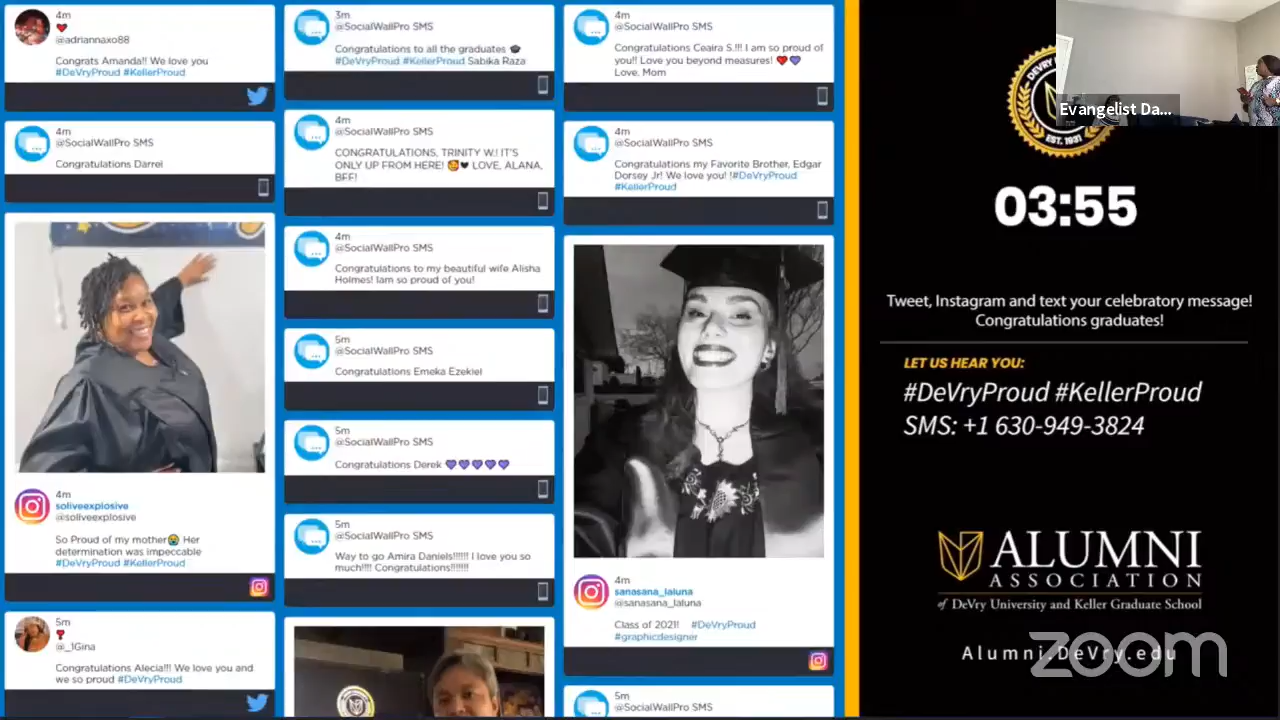 4m
@adriannaxo88
Congrats Amanda!! We love you
#DeVryProud #KellerProud
4m
@SocialWallPro SMS
Congratulations Darrel
4m
soliveexplosive
@soliveexplosive
So Proud of my mother😭 Her
determination was impeccable
#DeVryProud #KellerProud
5m
@_1Gina
Congratulations Alecia!!! We love you and
we so proud #DeVryProud
3m
@SocialWallPro SMS
Congratulations to all the graduates 🎓
#DeVryProud #KellerProud Sabika Raza
4m
@SocialWallPro SMS
CONGRATULATIONS, TRINITY W.! IT'S
ONLY UP FROM HERE! 🥰🖤 LOVE, ALANA,
BFF!
4m
@SocialWallPro SMS
Congratulations to my beautiful wife Alisha
Holmes! Iam so proud of you!
5m
@SocialWallPro SMS
Congratulations Emeka Ezekiel
5m
@SocialWallPro SMS
Congratulations Derek 💜💜💜💜💜
5m
@SocialWallPro SMS
Way to go Amira Daniels!!!!!! I love you so
much!!!! Congratulations!!!!!!!
4m
@SocialWallPro SMS
Congratulations Ceaira S.!!! I am so proud of
you!! Love you beyond measures! ❤️💜
Love, Mom
4m
@SocialWallPro SMS
Congratulations my Favorite Brother, Edgar
Dorsey Jr! We love you! !#DeVryProud
#KellerProud
4m
sanasana_laluna
@sanasana_laluna
Class of 2021! #DeVryProud
#graphicdesigner
5m
@SocialWallPro SMS
DEVRY
EST. 1931
Evangelist Da...
03:55
Tweet, Instagram and text your celebratory message!
Congratulations graduates!
LET US HEAR YOU:
#DeVryProud #KellerProud
SMS: +1 630-949-3824
ALUMNI
ASSOCIATION
of DeVry University and Keller Graduate School
Alumni.DeVry.edu
zoom